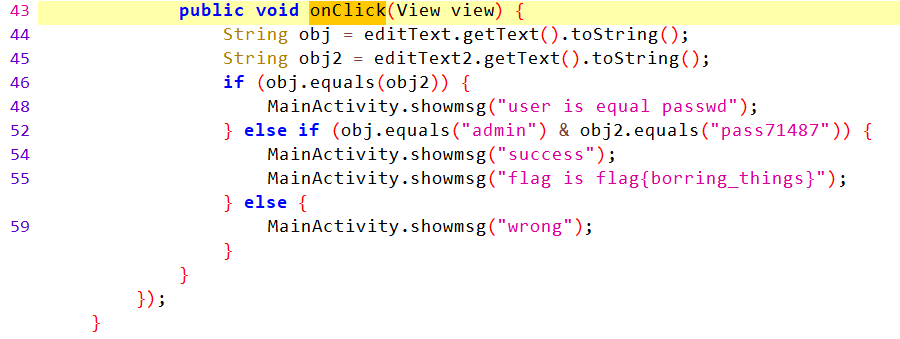 43 public void onClick(View view) {
44 String obj = editText.getText().toString();
45 String obj2 = editText2.getText().toString();
46 if (obj.equals(obj2)) {
48 MainActivity.showmsg("user is equal passwd");
52 } else if (obj.equals("admin") & obj2.equals("pass71487")) {
54 MainActivity.showmsg("success");
55 MainActivity.showmsg("flag is flag{borring_things}");
} else {
59 MainActivity.showmsg("wrong");
}
}
});
}